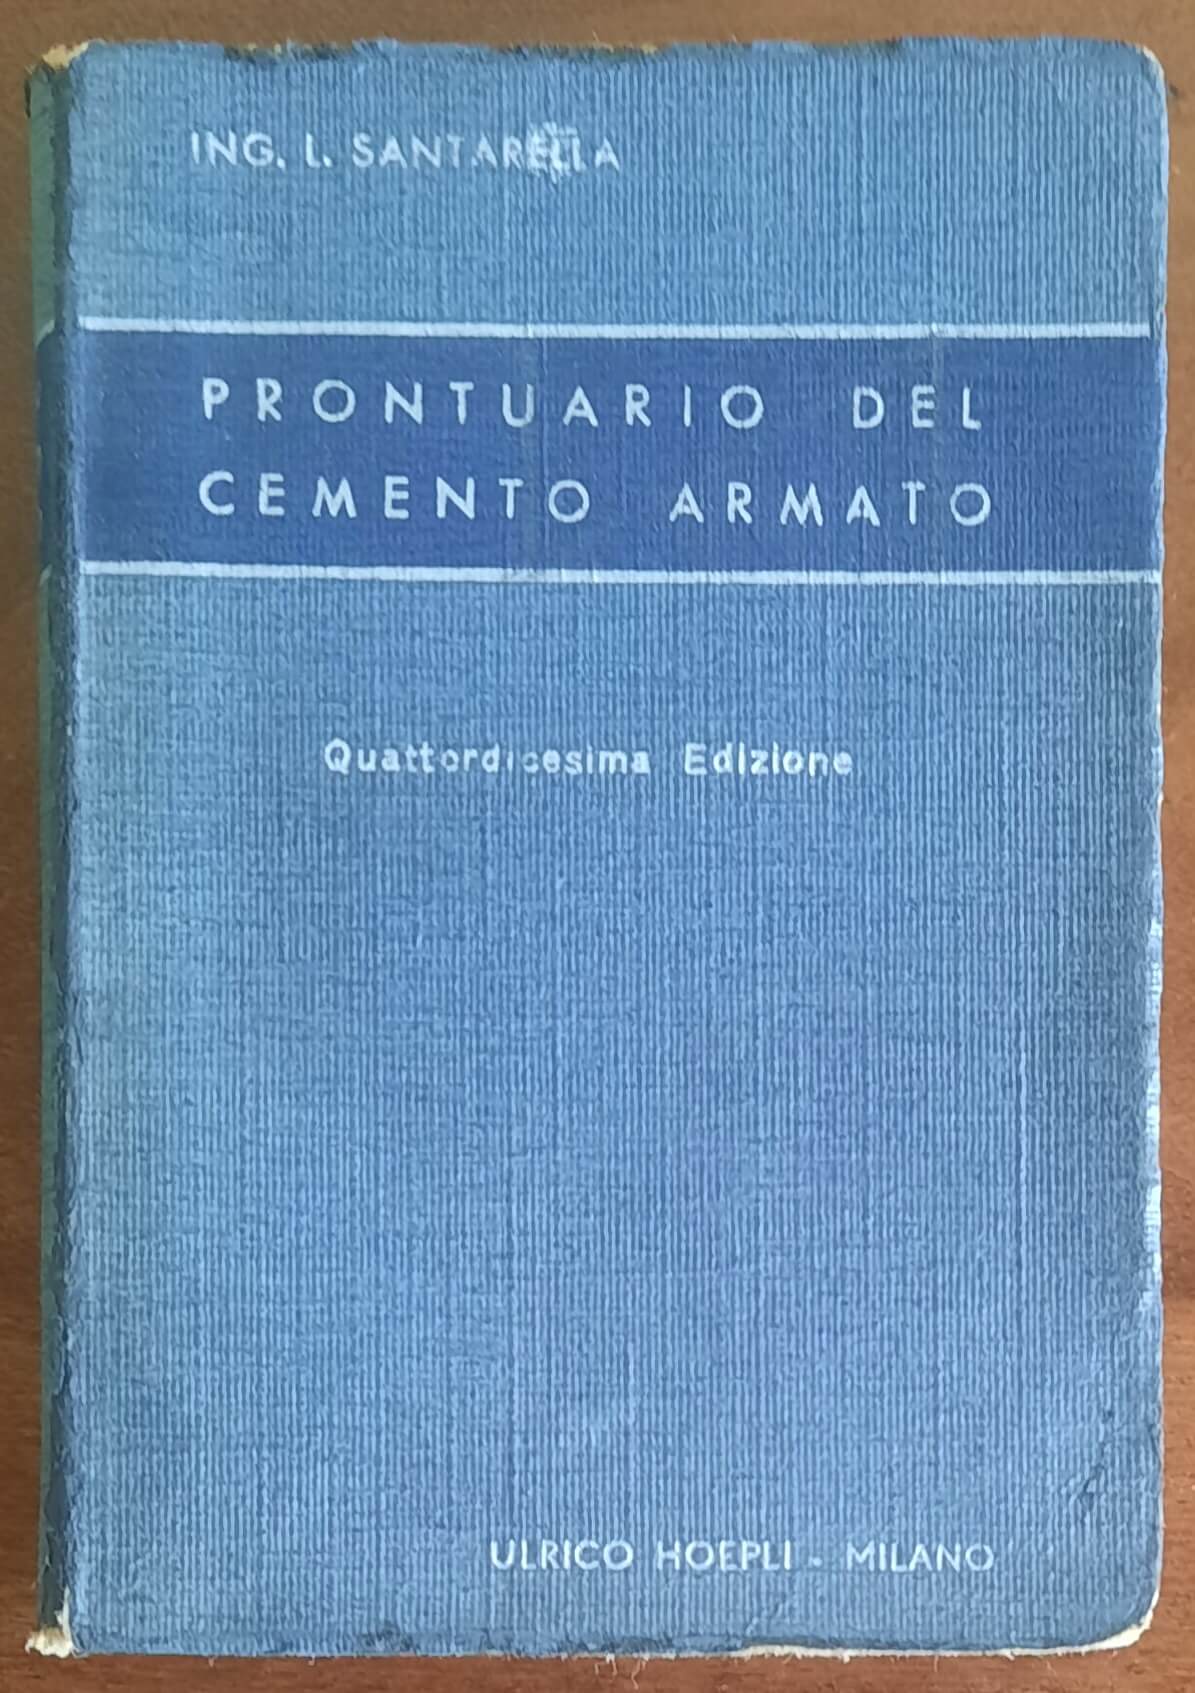 ING. L. SANTARELLA
PRONTUARIO DEL
CEMENTO ARMATO
Quattordicesima Edizione
ULRICO HOEPLI - MILANO